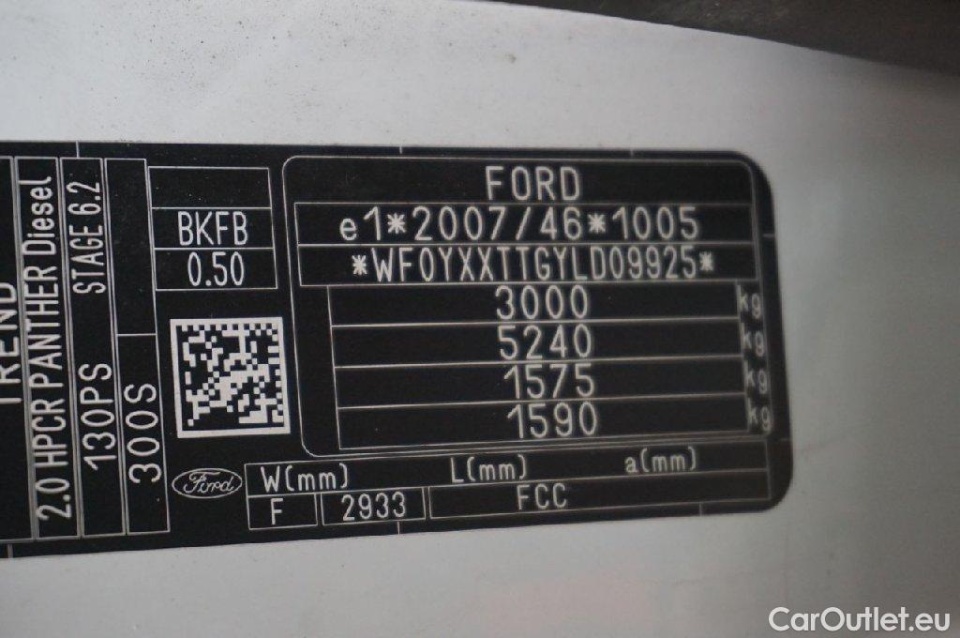 FORD
e1*2007/46*1005
*WF0YXXTTGYLD09925*
3000 kg
5240 kg
1575 kg
1590 kg
BKFB
0.50
TREND
2.0 HPCR PANTHER Diesel
130PS STAGE 6.2
300S
Ford
W(mm) L(mm) a(mm)
F 2933 FCC
CarOutlet.eu